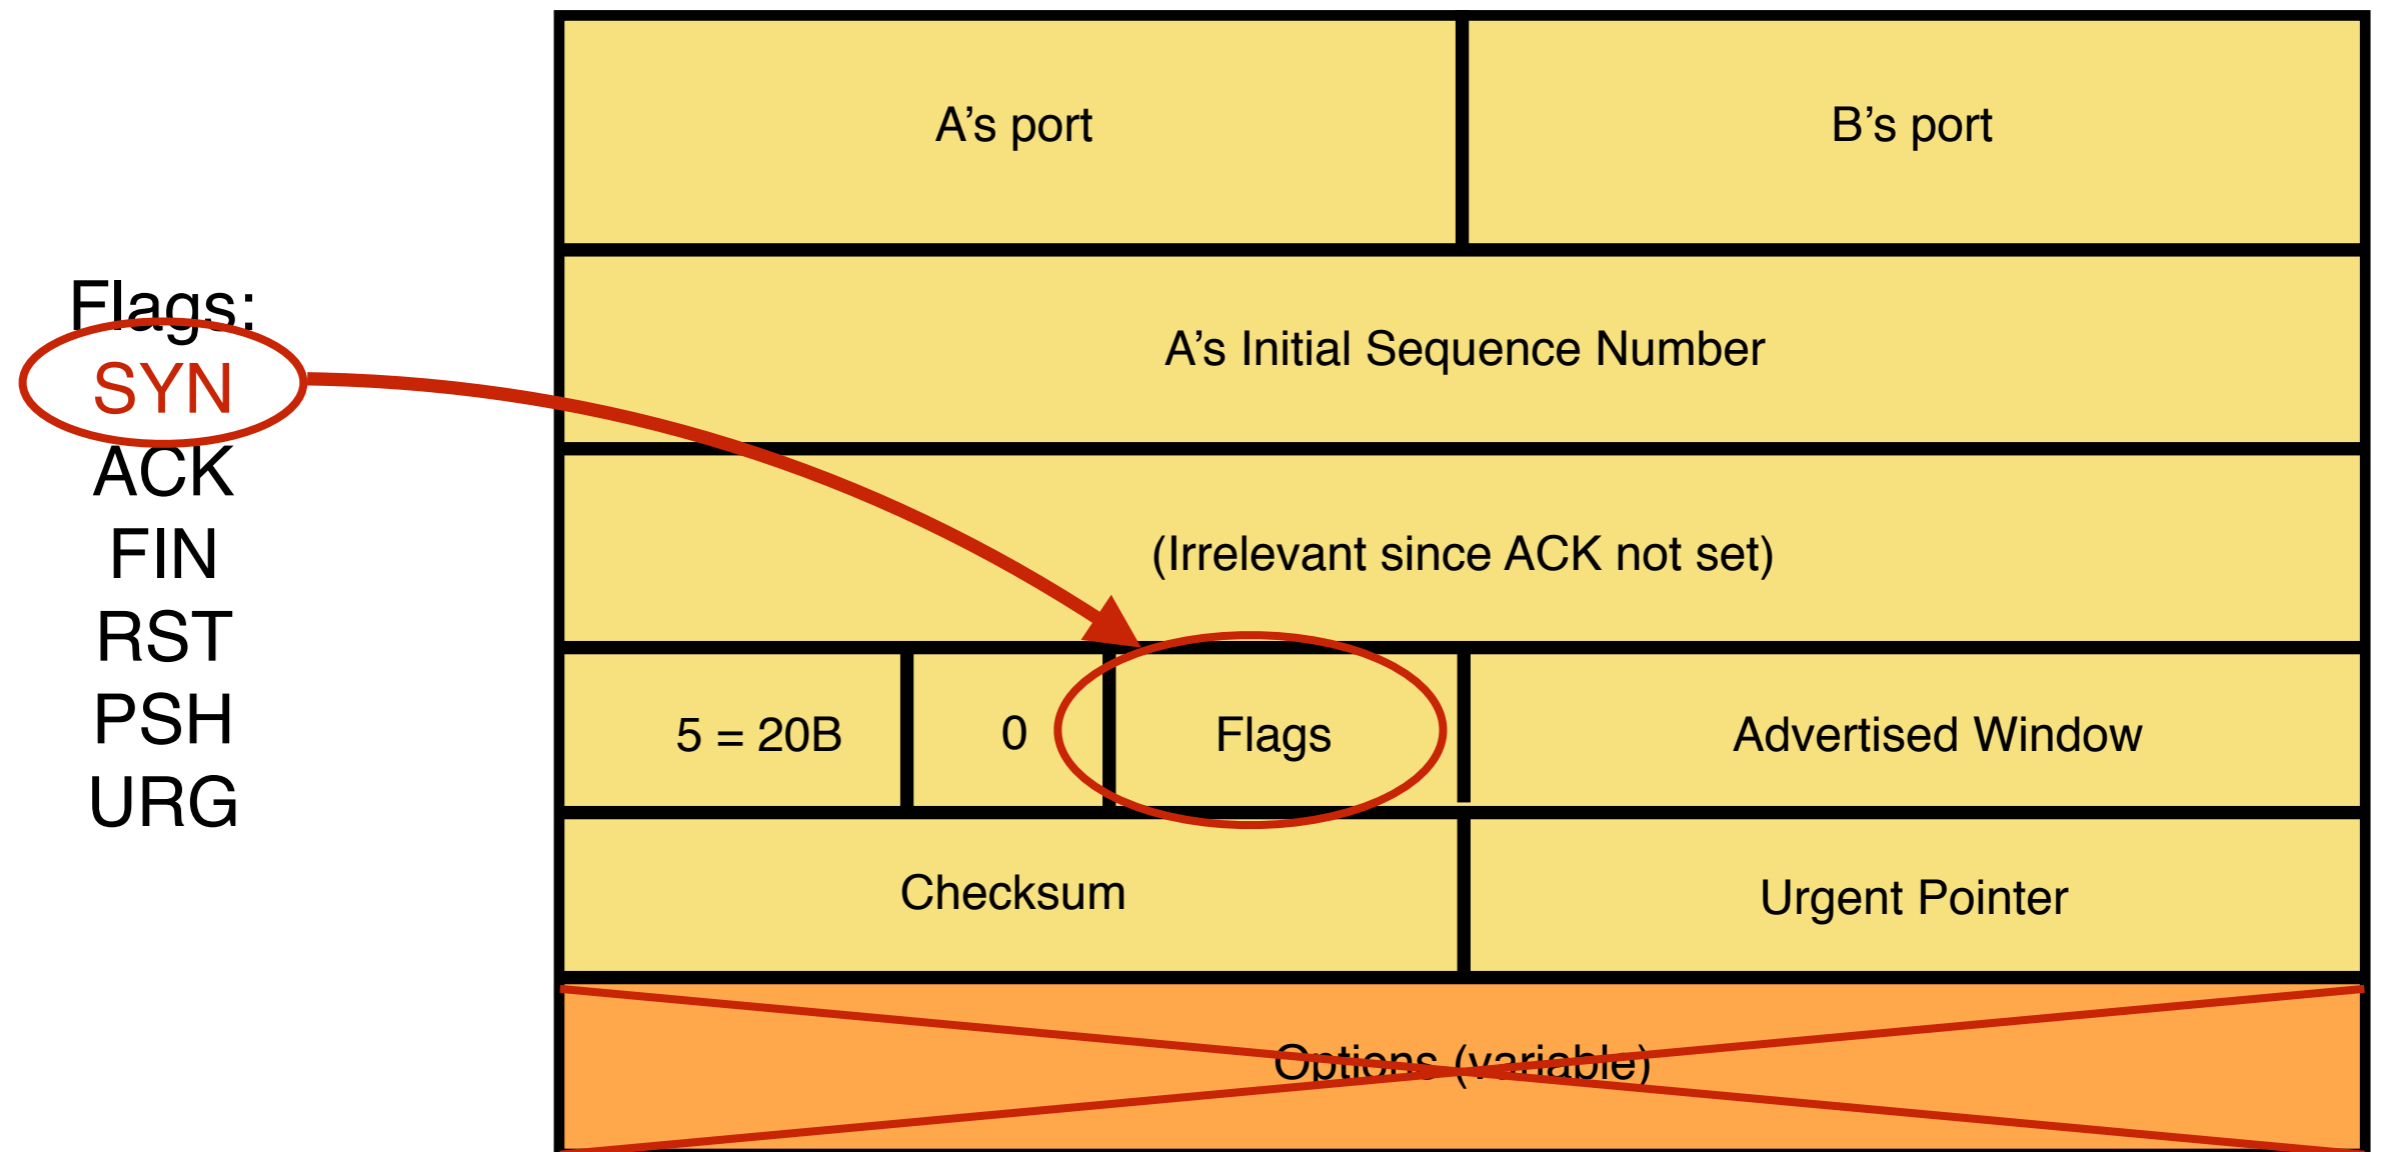 Flags:
SYN
ACK
FIN
RST
PSH
URG
A’s port
B’s port
A’s Initial Sequence Number
(Irrelevant since ACK not set)
5 = 20B
0
Flags
Advertised Window
Checksum
Urgent Pointer
Options (variable)